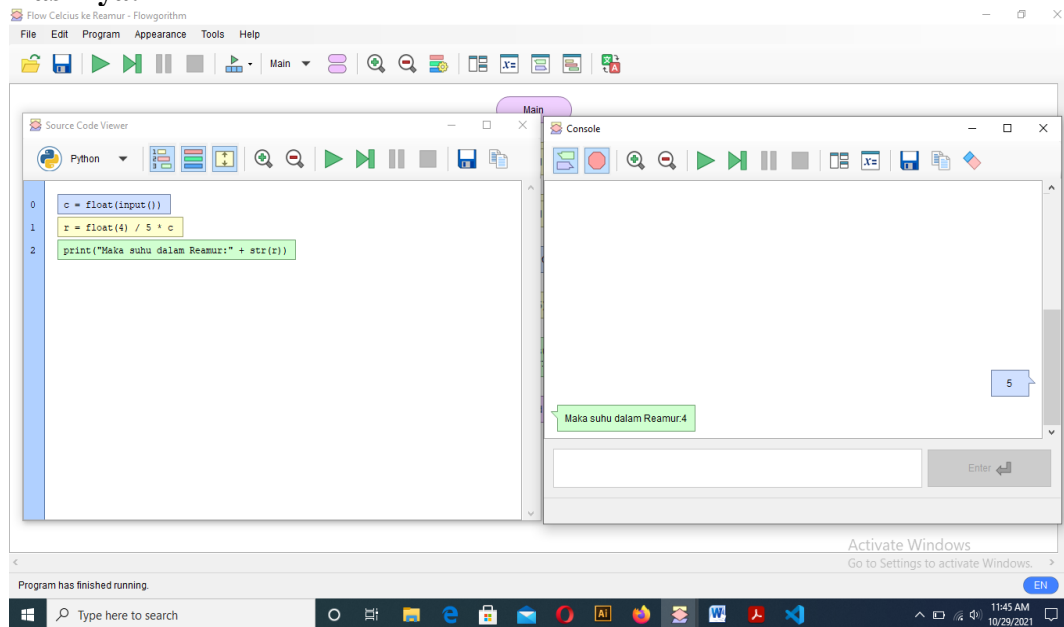 Flow Celcius ke Reamur - Flowgorithm
File Edit Program Appearance Tools Help
Main
Main
Source Code Viewer
Python
0 c = float(input())
1 r = float(4) / 5 * c
2 print("Maka suhu dalam Reamur:" + str(r))
Console
5
Maka suhu dalam Reamur:4
Enter
Activate Windows
Go to Settings to activate Windows.
Program has finished running.
EN
Type here to search
11:45 AM
10/29/2021